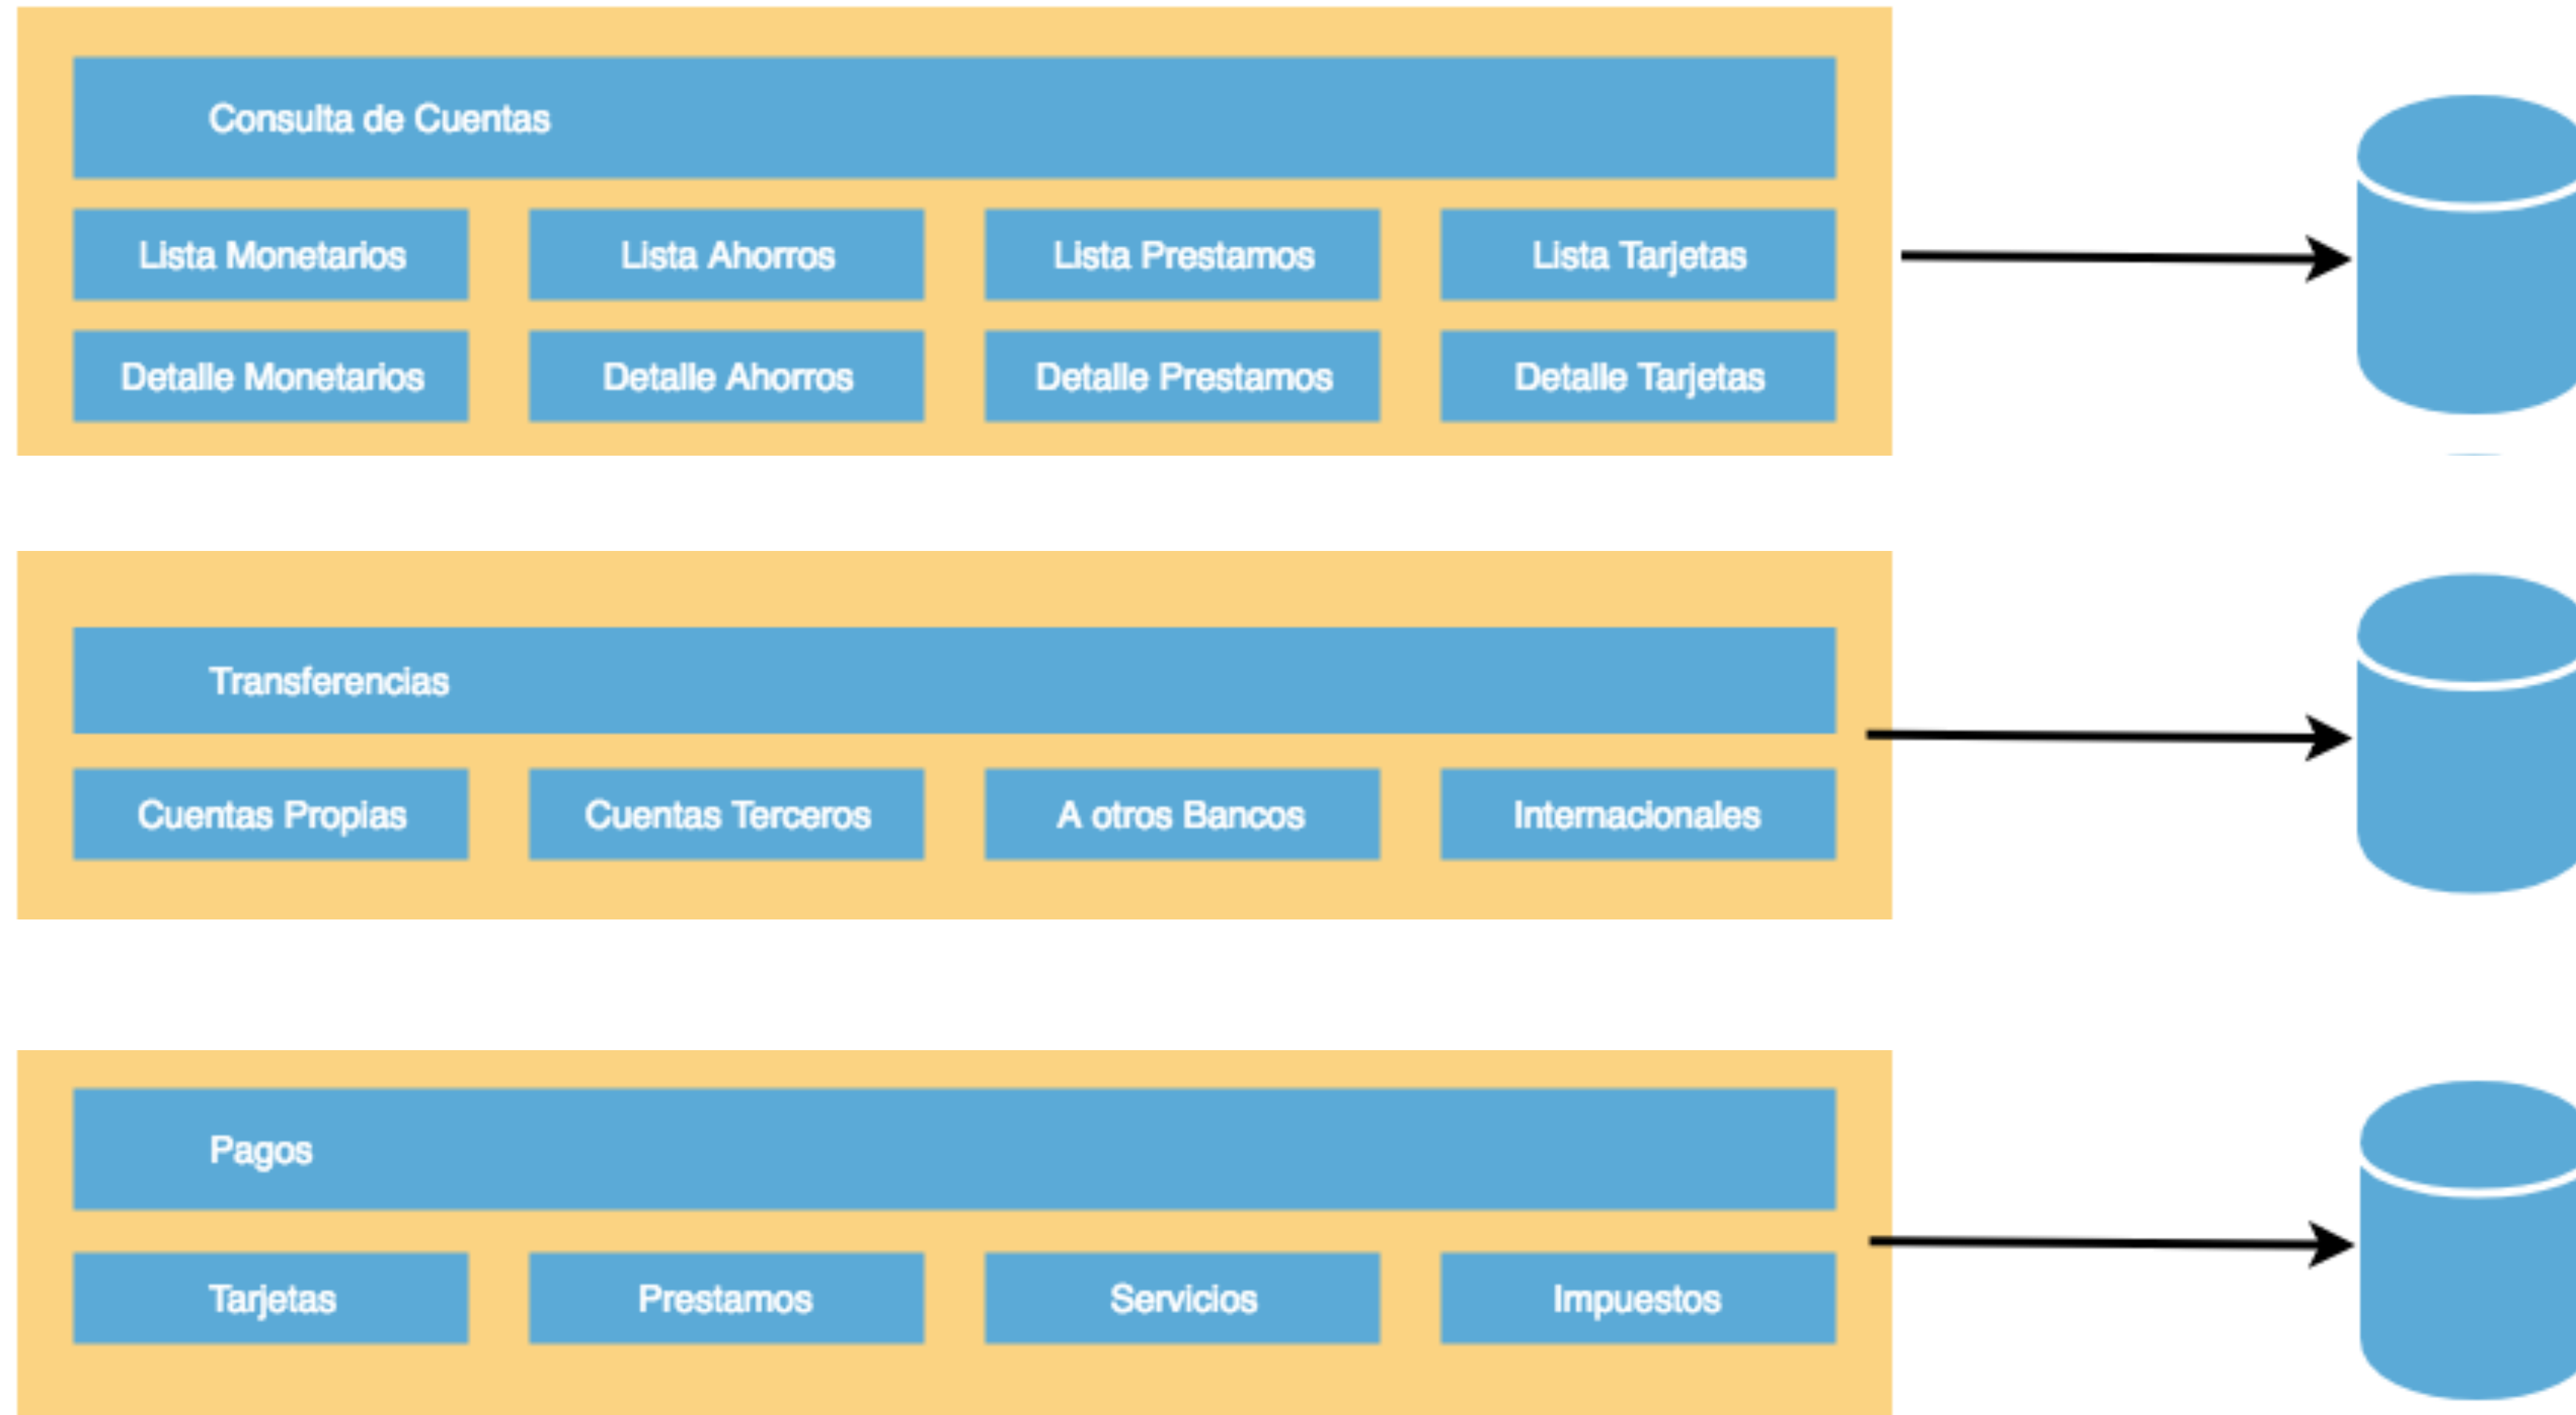 Consulta de Cuentas
Lista Monetarios
Lista Ahorros
Lista Prestamos
Lista Tarjetas
Detalle Monetarios
Detalle Ahorros
Detalle Prestamos
Detalle Tarjetas
Transferencias
Cuentas Propias
Cuentas Terceros
A otros Bancos
Internacionales
Pagos
Tarjetas
Prestamos
Servicios
Impuestos